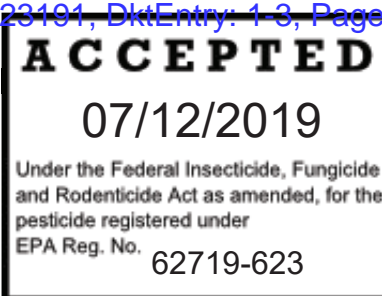 23191, DktEntry: 1-3, Page
ACCEPTED
07/12/2019
Under the Federal Insecticide, Fungicide
and Rodenticide Act as amended, for the
pesticide registered under
EPA Reg. No. 62719-623